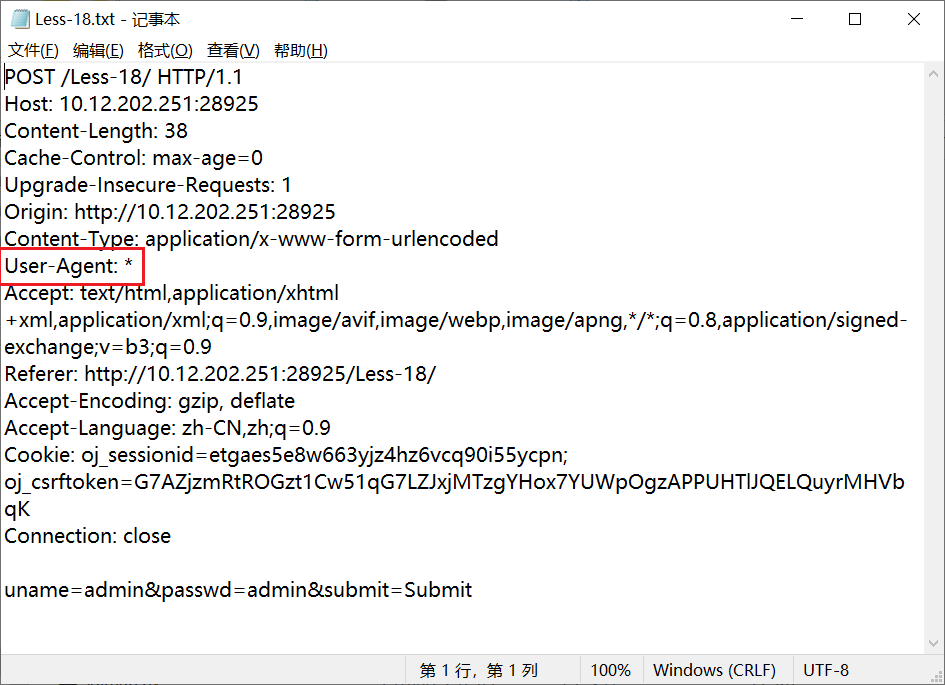 Less-18.txt - 记事本
文件(F) 编辑(E) 格式(O) 查看(V) 帮助(H)
POST /Less-18/ HTTP/1.1
Host: 10.12.202.251:28925
Content-Length: 38
Cache-Control: max-age=0
Upgrade-Insecure-Requests: 1
Origin: http://10.12.202.251:28925
Content-Type: application/x-www-form-urlencoded
User-Agent: *
Accept: text/html,application/xhtml
+xml,application/xml;q=0.9,image/avif,image/webp,image/apng,*/*;q=0.8,application/signed-
exchange;v=b3;q=0.9
Referer: http://10.12.202.251:28925/Less-18/
Accept-Encoding: gzip, deflate
Accept-Language: zh-CN,zh;q=0.9
Cookie: oj_sessionid=etgaes5e8w663yjz4hz6vcq90i55ycpn;
oj_csrftoken=G7AZjzmRtROGzt1Cw51qG7LZJxjMTzgYHox7YUWpOgzAPPUHTlJQELQuyrMHVb
qK
Connection: close
uname=admin&passwd=admin&submit=Submit
第 1 行，第 1 列 100% Windows (CRLF) UTF-8